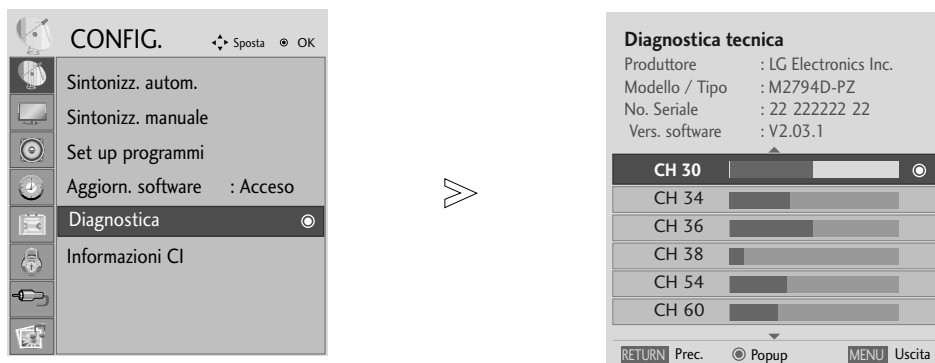 CONFIG. Sposta OK
Sintonizz. autom.
Sintonizz. manuale
Set up programmi
Aggiorn. software : Acceso
Diagnostica
Informazioni CI
Diagnostica tecnica
Produttore : LG Electronics Inc.
Modello / Tipo : M2794D-PZ
No. Seriale : 22 222222 22
Vers. software : V2.03.1
CH 30
CH 34
CH 36
CH 38
CH 54
CH 60
RETURN Prec. Popup MENU Uscita